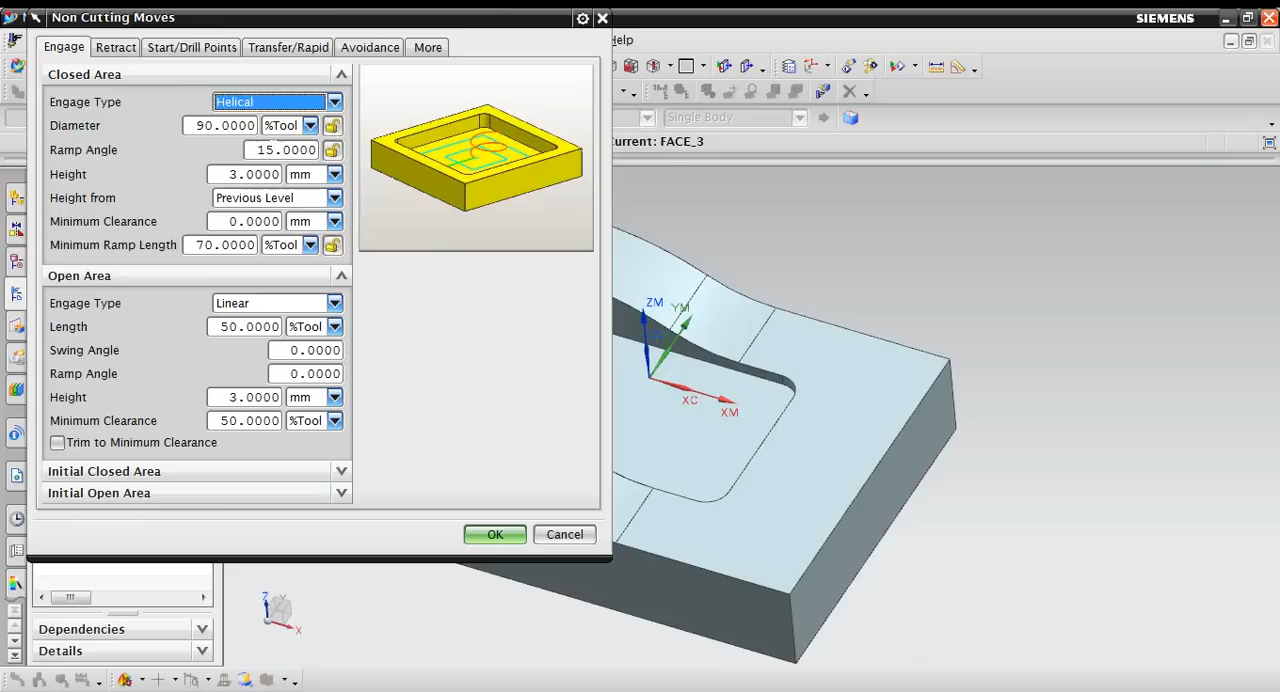 Non Cutting Moves
SIEMENS
Engage Retract Start/Drill Points Transfer/Rapid Avoidance More
Help
Closed Area
Engage Type Helical
Diameter 90.0000 %Tool
Single Body
Ramp Angle 15.0000
Current: FACE_3
Height 3.0000 mm
Height from Previous Level
Minimum Clearance 0.0000 mm
Minimum Ramp Length 70.0000 %Tool
Open Area
Engage Type Linear
Length 50.0000 %Tool
Swing Angle 0.0000
Ramp Angle 0.0000
Height 3.0000 mm
Minimum Clearance 50.0000 %Tool
Trim to Minimum Clearance
Initial Closed Area
Initial Open Area
ZM YM
XC
XM
OK Cancel
Z Y
X
Dependencies
Details